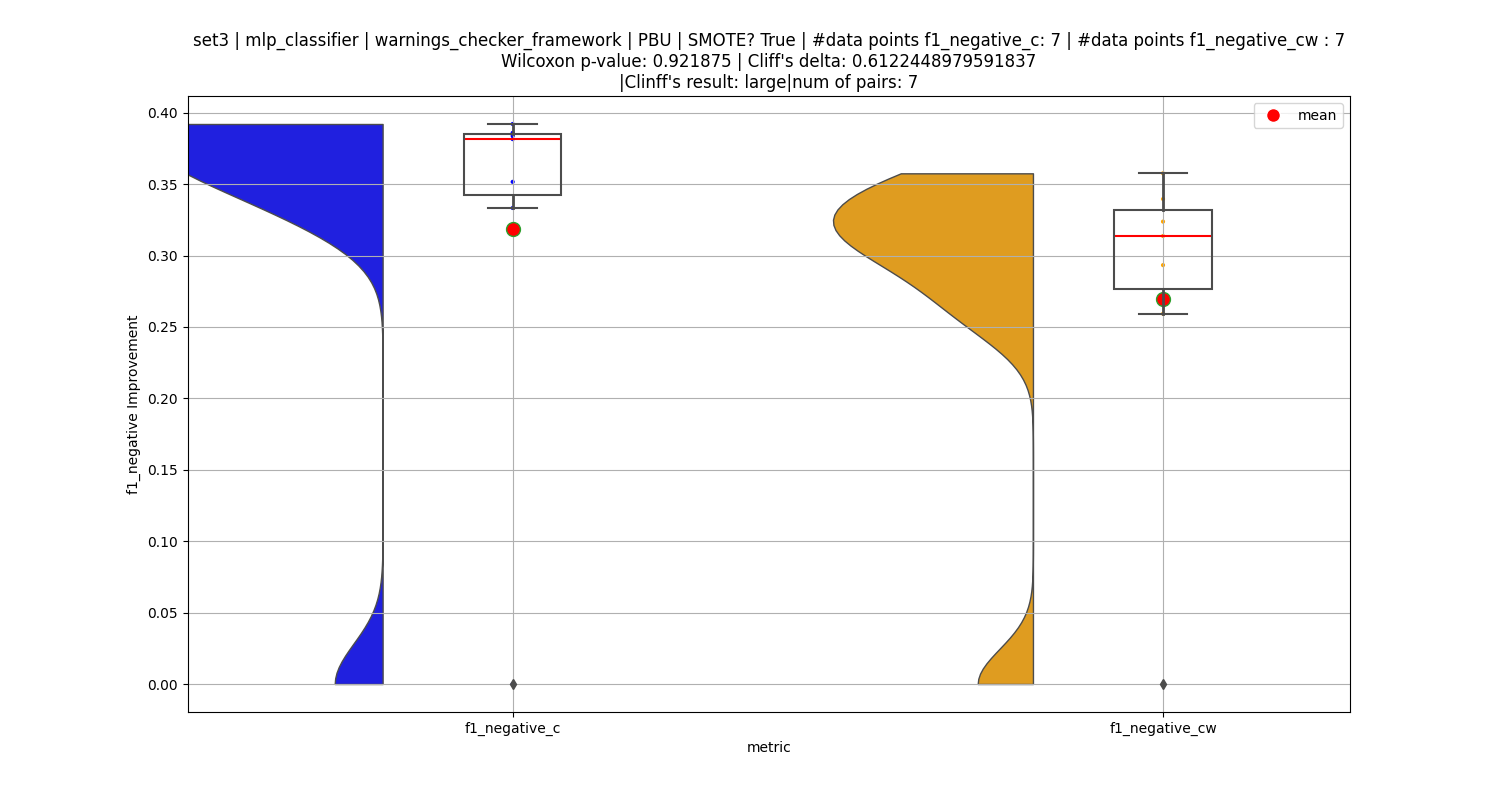 set3 | mlp_classifier | warnings_checker_framework | PBU | SMOTE? True | #data points f1_negative_c: 7 | #data points f1_negative_cw : 7
Wilcoxon p-value: 0.921875 | Cliff's delta: 0.6122448979591837
|Clinff's result: large|num of pairs: 7
mean
0.40
0.35
0.30
0.25
0.20
0.15
0.10
0.05
0.00
f1_negative Improvement
f1_negative_c
f1_negative_cw
metric